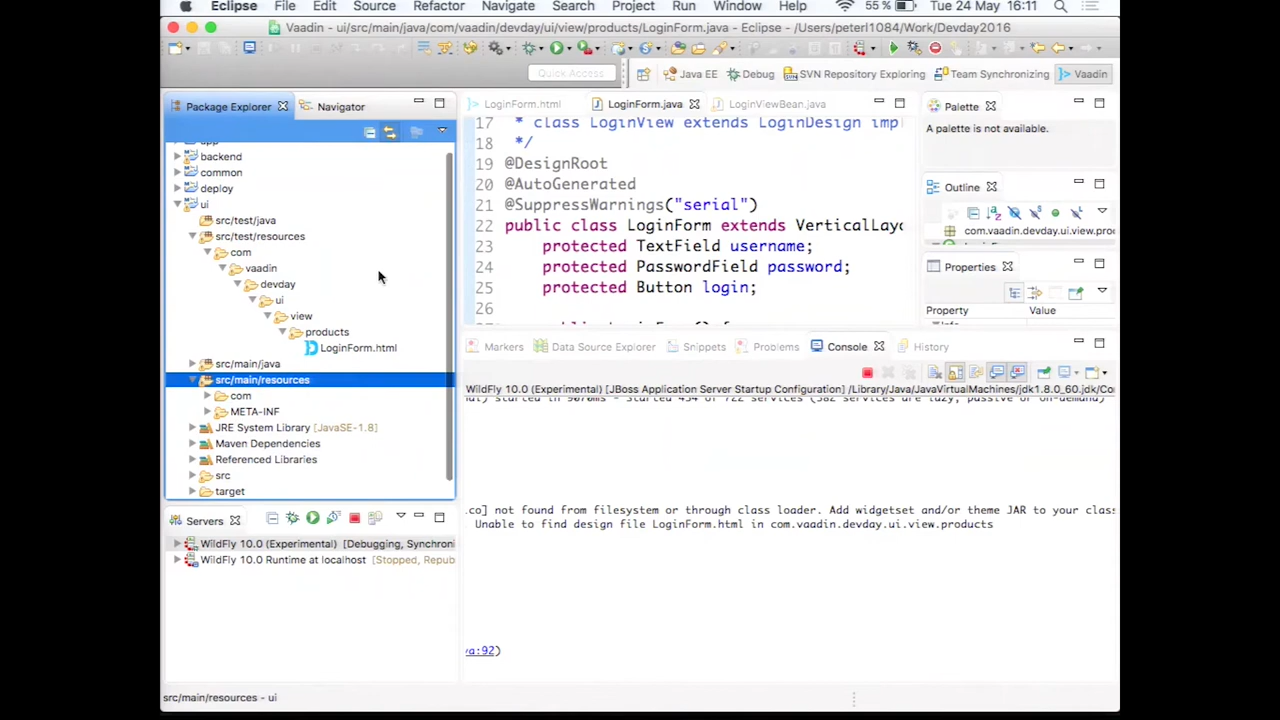 Eclipse File Edit Source Refactor Navigate Search Project Run Window Help 55 % Tue 24 May 16:11
Vaadin - ui/src/main/java/com/vaadin/devday/ui/view/products/LoginForm.java - Eclipse - /Users/peterl1084/Work/Devday2016
Quick Access Java EE Debug SVN Repository Exploring Team Synchronizing Vaadin
Package Explorer Navigator
backend
common
deploy
ui
src/test/java
src/test/resources
com
vaadin
devday
ui
view
products
LoginForm.html
src/main/java
src/main/resources
com
META-INF
JRE System Library [JavaSE-1.8]
Maven Dependencies
Referenced Libraries
src
target
LoginForm.html LoginForm.java LoginViewBean.java
17 * class LoginView extends LoginDesign impl
18 */
19 @DesignRoot
20 @AutoGenerated
21 @SuppressWarnings("serial")
22 public class LoginForm extends VerticalLayo
23 protected TextField username;
24 protected PasswordField password;
25 protected Button login;
26
Palette
A palette is not available.
Outline
com.vaadin.devday.ui.view.pro
Properties
Property Value
Markers Data Source Explorer Snippets Problems Console History
WildFly 10.0 (Experimental) [JBoss Application Server Startup Configuration] /Library/Java/JavaVirtualMachines/jdk1.8.0_60.jdk/Co
.co] not found from filesystem or through class loader. Add widgetset and/or theme JAR to your clas
Unable to find design file LoginForm.html in com.vaadin.devday.ui.view.products
va:92)
Servers
WildFly 10.0 (Experimental) [Debugging, Synchroni
WildFly 10.0 Runtime at localhost [Stopped, Repub
src/main/resources - ui